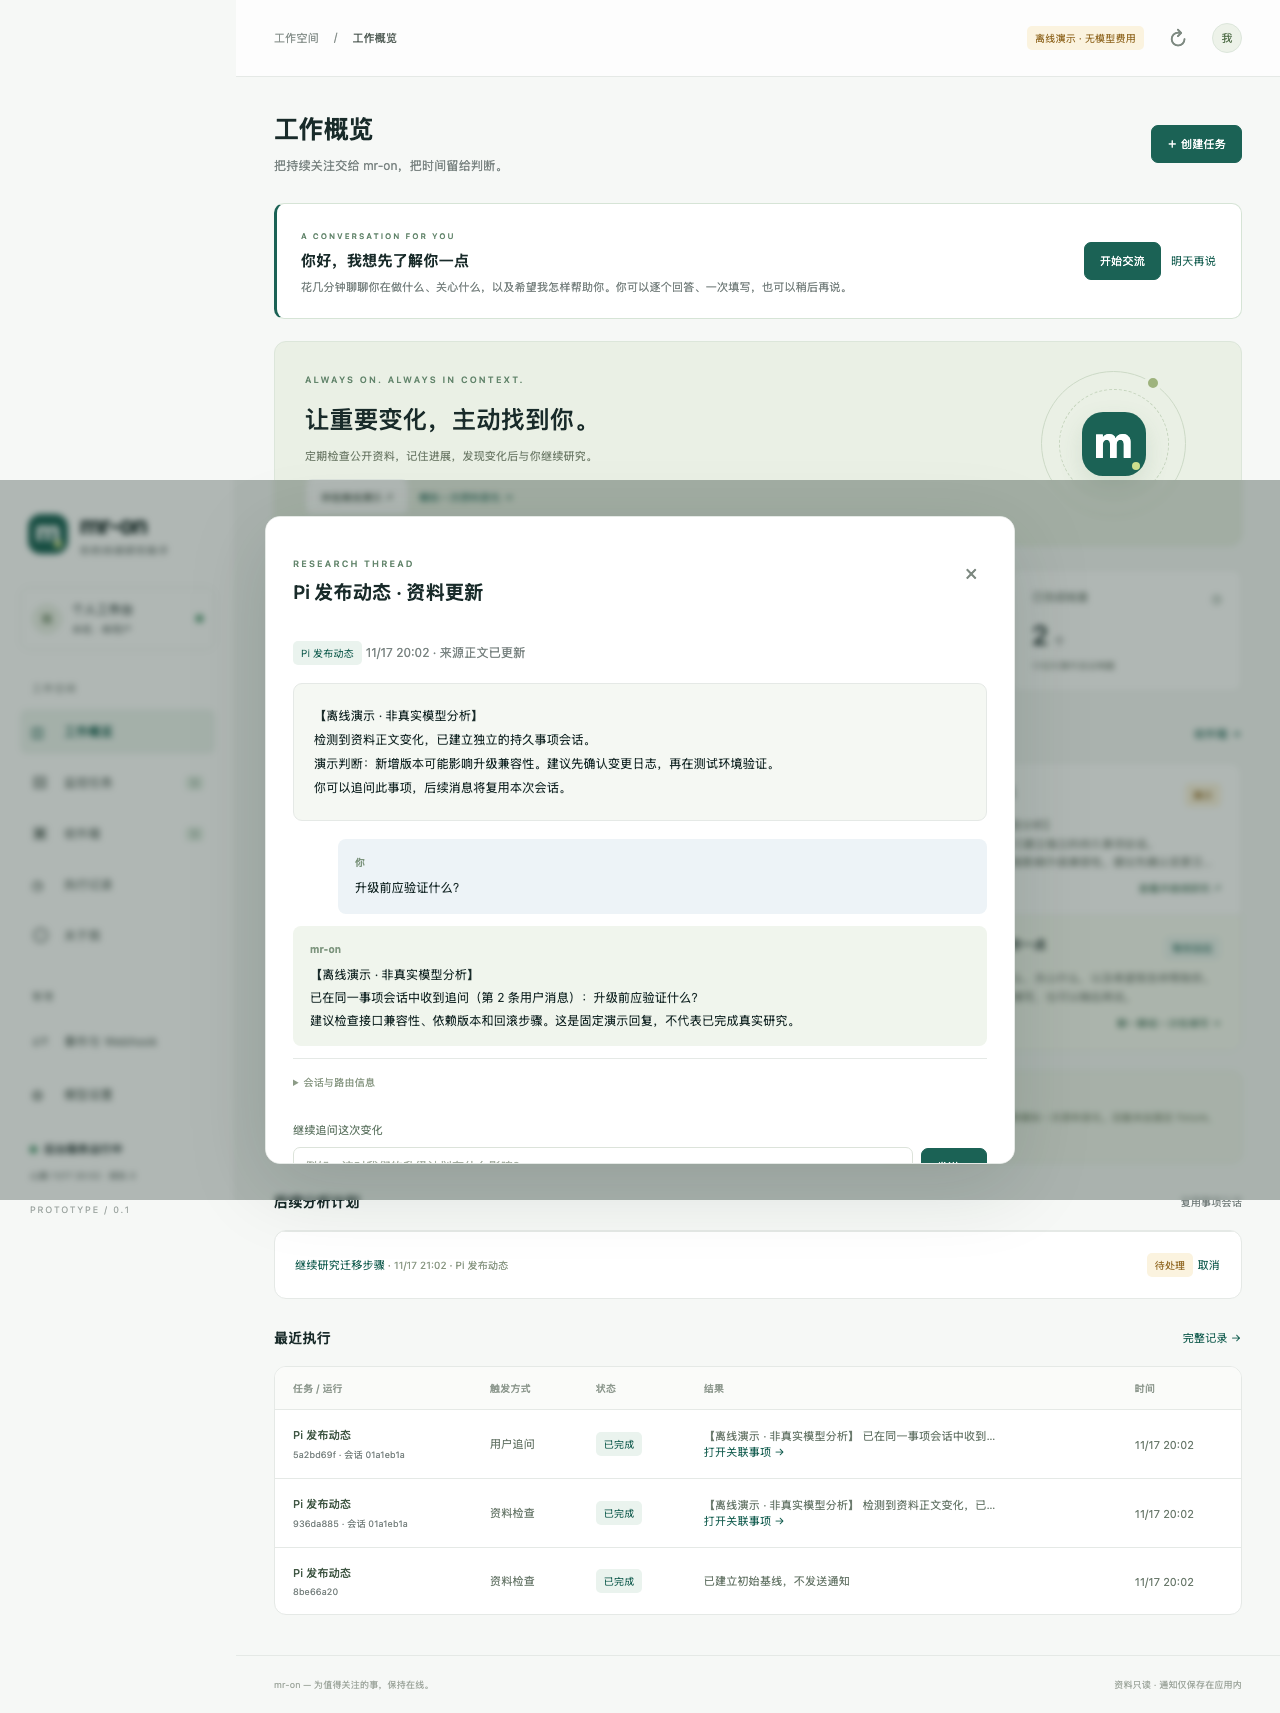 工作空间 / 工作概览
离线演示 · 无模型费用
我
工作概览
把持续关注交给 mr-on，把时间留给判断。
+ 创建任务
A CONVERSATION FOR YOU
你好，我想先了解你一点
花几分钟聊聊你在做什么、关心什么，以及希望我怎样帮助你。你可以逐个回答、一次填写，也可以稍后再说。
开始交流
明天再说
ALWAYS ON. ALWAYS IN CONTEXT.
让重要变化，主动找到你。
定期检查公开资料，记住进展，发现变化后与你继续研究。
m
mr-on
个人工作台
工作概览
2
RESEARCH THREAD
Pi 发布动态 · 资料更新
×
Pi 发布动态 11/17 20:02 · 来源正文已更新
【离线演示 · 非真实模型分析】
检测到资料正文变化，已建立独立的持久事项会话。
演示判断：新增版本可能影响升级兼容性。建议先确认变更日志，再在测试环境验证。
你可以追问此事项，后续消息将复用本次会话。
你
升级前应验证什么？
mr-on
【离线演示 · 非真实模型分析】
已在同一事项会话中收到追问（第 2 条用户消息）：升级前应验证什么？
建议检查接口兼容性、依赖版本和回滚步骤。这是固定演示回复，不代表已完成真实研究。
▶ 会话与路由信息
继续追问这次变化
PROTOTYPE / 0.1
后续分析计划
复用事项会话
继续研究迁移步骤 · 11/17 21:02 · Pi 发布动态
待处理 取消
最近执行
完整记录 →
任务 / 运行 触发方式 状态 结果 时间
Pi 发布动态
5a2bd69f · 会话 01a1eb1a
用户追问
已完成
【离线演示 · 非真实模型分析】 已在同一事项会话中收到…
打开关联事项 →
11/17 20:02
Pi 发布动态
936da885 · 会话 01a1eb1a
资料检查
已完成
【离线演示 · 非真实模型分析】 检测到资料正文变化，已…
打开关联事项 →
11/17 20:02
Pi 发布动态
8be66a20
资料检查
已完成
已建立初始基线，不发送通知
11/17 20:02
mr-on — 为值得关注的事，保持在线。
资料只读 · 通知仅保存在应用内